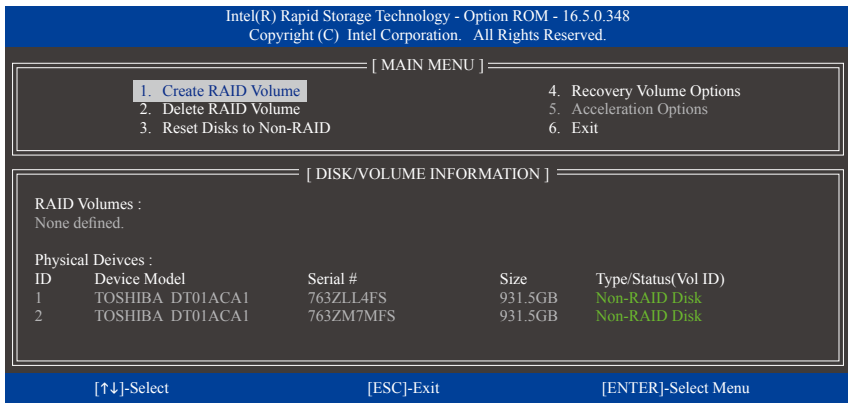 Intel(R) Rapid Storage Technology - Option ROM - 16.5.0.348
Copyright (C) Intel Corporation. All Rights Reserved.
[ MAIN MENU ]
1. Create RAID Volume
2. Delete RAID Volume
3. Reset Disks to Non-RAID
4. Recovery Volume Options
5. Acceleration Options
6. Exit
[ DISK/VOLUME INFORMATION ]
RAID Volumes :
None defined.
Physical Deivces :
ID Device Model Serial # Size Type/Status(Vol ID)
1 TOSHIBA DT01ACA1 763ZLL4FS 931.5GB Non-RAID Disk
2 TOSHIBA DT01ACA1 763ZM7MFS 931.5GB Non-RAID Disk
[↑↓]-Select [ESC]-Exit [ENTER]-Select Menu